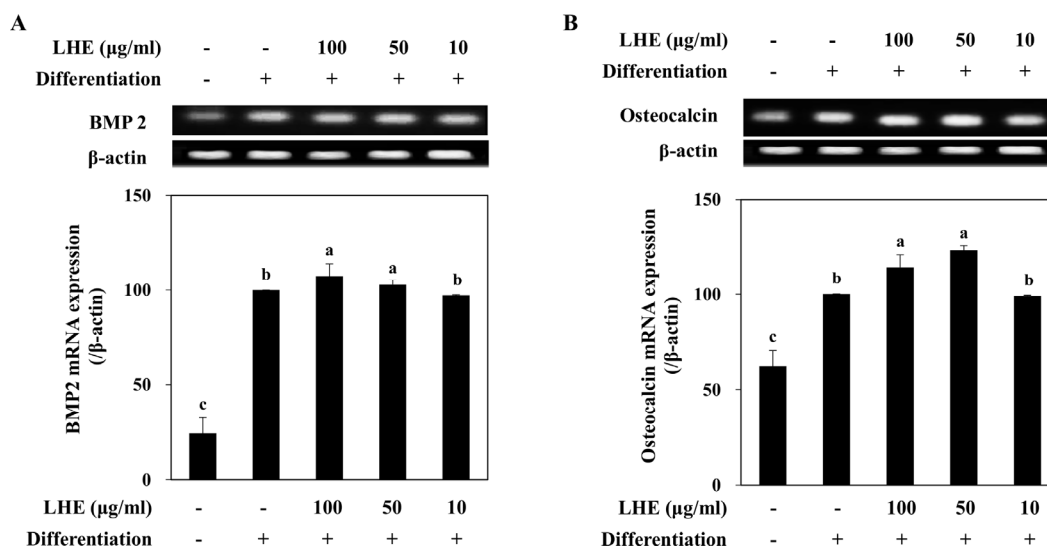 A
LHE (μg/ml) - - 100 50 10
Differentiation - + + + +
BMP 2
β-actin
BMP2 mRNA expression
(/β-actin)
150
100
50
0
c b a a b
LHE (μg/ml) - - 100 50 10
Differentiation - + + + +
B
LHE (μg/ml) - - 100 50 10
Differentiation - + + + +
Osteocalcin
β-actin
Osteocalcin mRNA expression
(/β-actin)
150
100
50
0
c b a a b
LHE (μg/ml) - - 100 50 10
Differentiation - + + + +